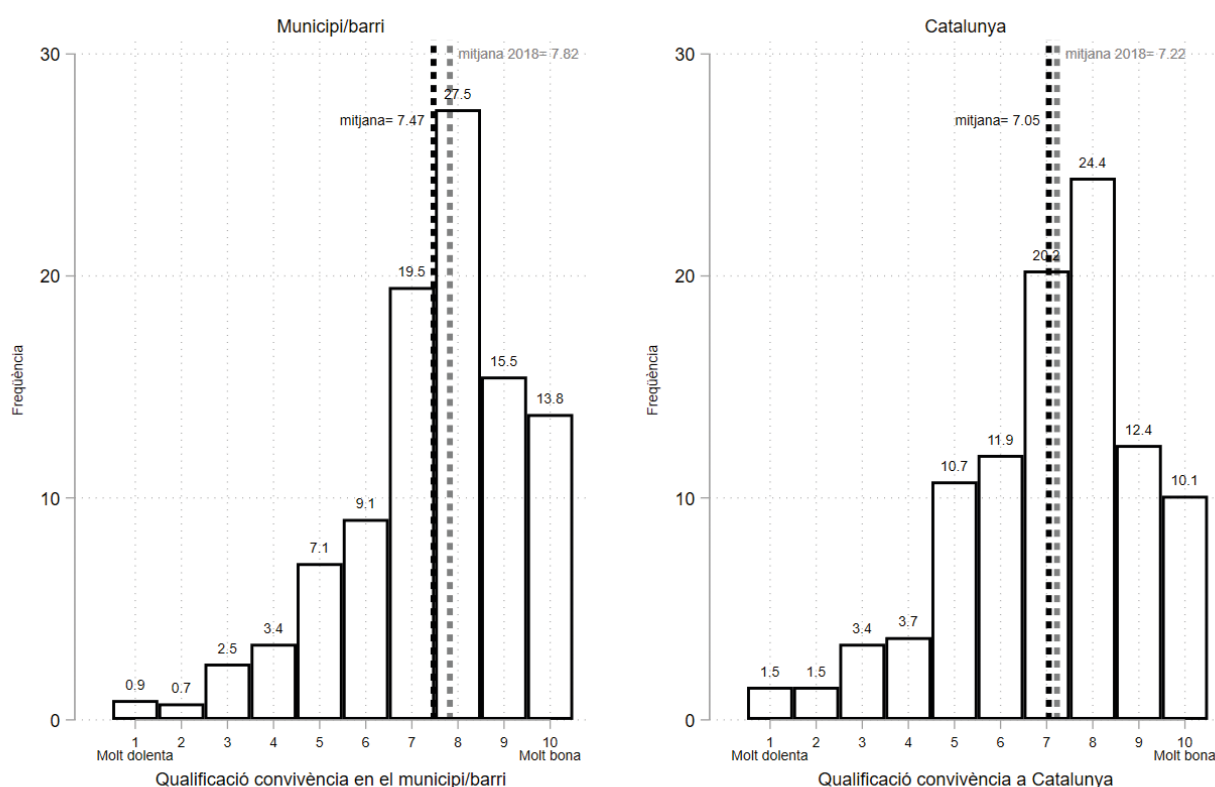 Municipi/barri
mitjana 2018= 7.82
mitjana= 7.47
30
20
10
0
Freqüència
0.9
0.7
2.5
3.4
7.1
9.1
19.5
27.5
15.5
13.8
1 2 3 4 5 6 7 8 9 10
Molt dolenta Molt bona
Qualificació convivència en el municipi/barri
Catalunya
mitjana 2018= 7.22
mitjana= 7.05
30
20
10
0
Freqüència
1.5
1.5
3.4
3.7
10.7
11.9
20.2
24.4
12.4
10.1
1 2 3 4 5 6 7 8 9 10
Molt dolenta Molt bona
Qualificació convivència a Catalunya